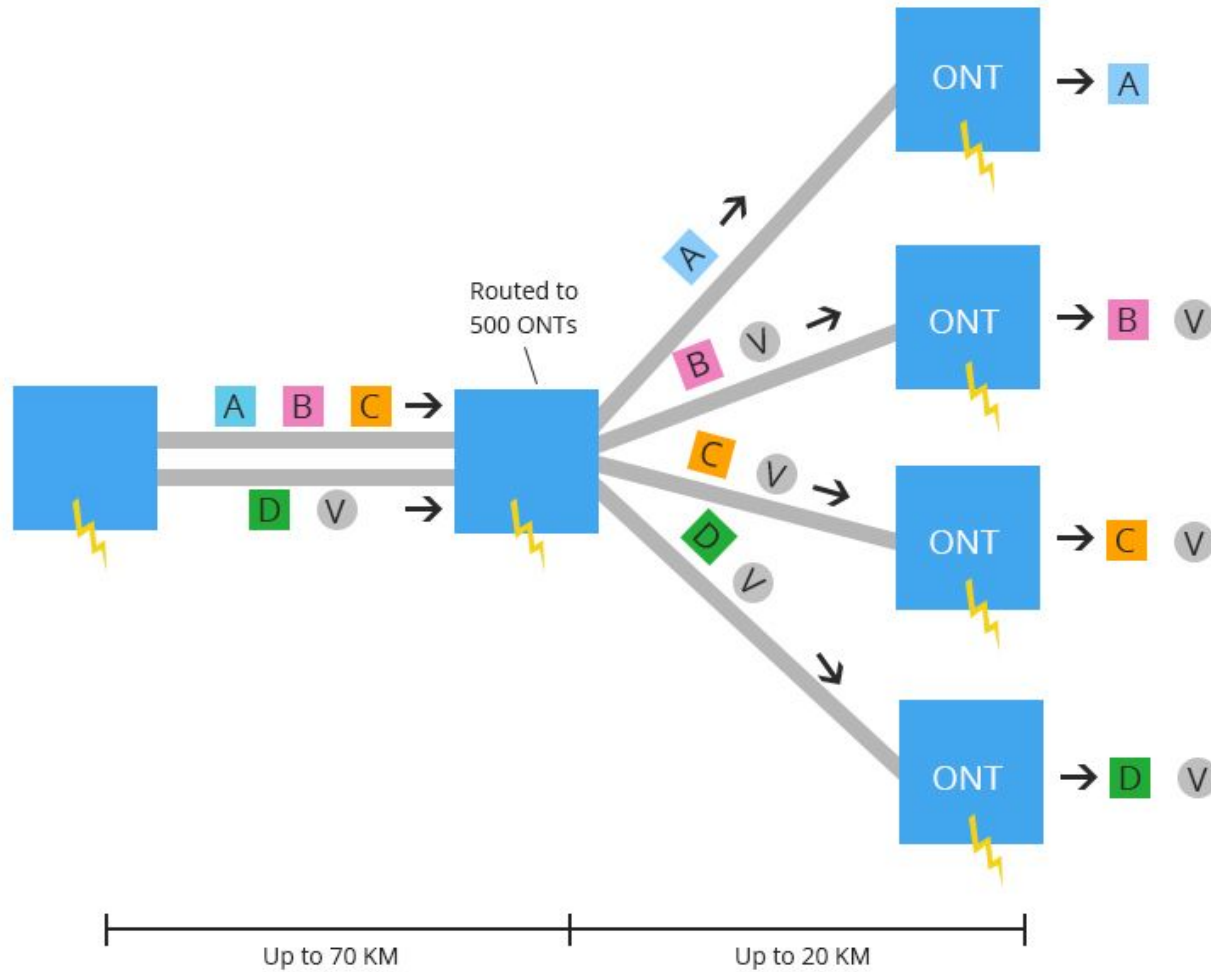 ONT
A
A
Routed to
500 ONTs
B V
ONT
B V
A B C
D V
C V
ONT
C V
D V
ONT
D V
Up to 70 KM
Up to 20 KM